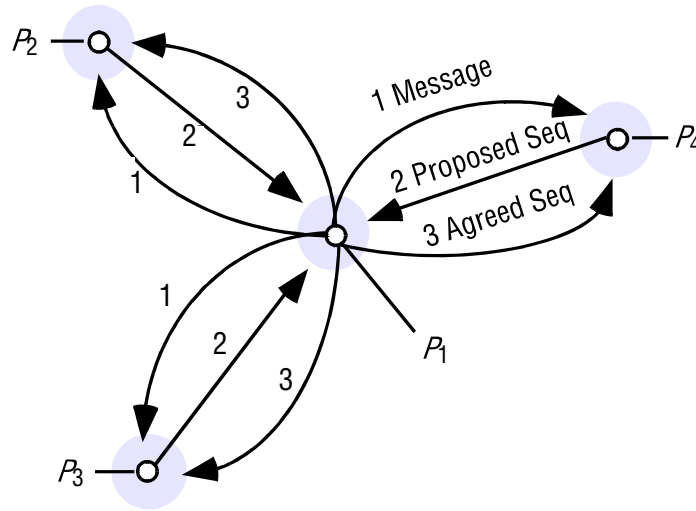 P2
3
1 Message
2
2 Proposed Seq
P4
1
3 Agreed Seq
1
2
3
P1
P3